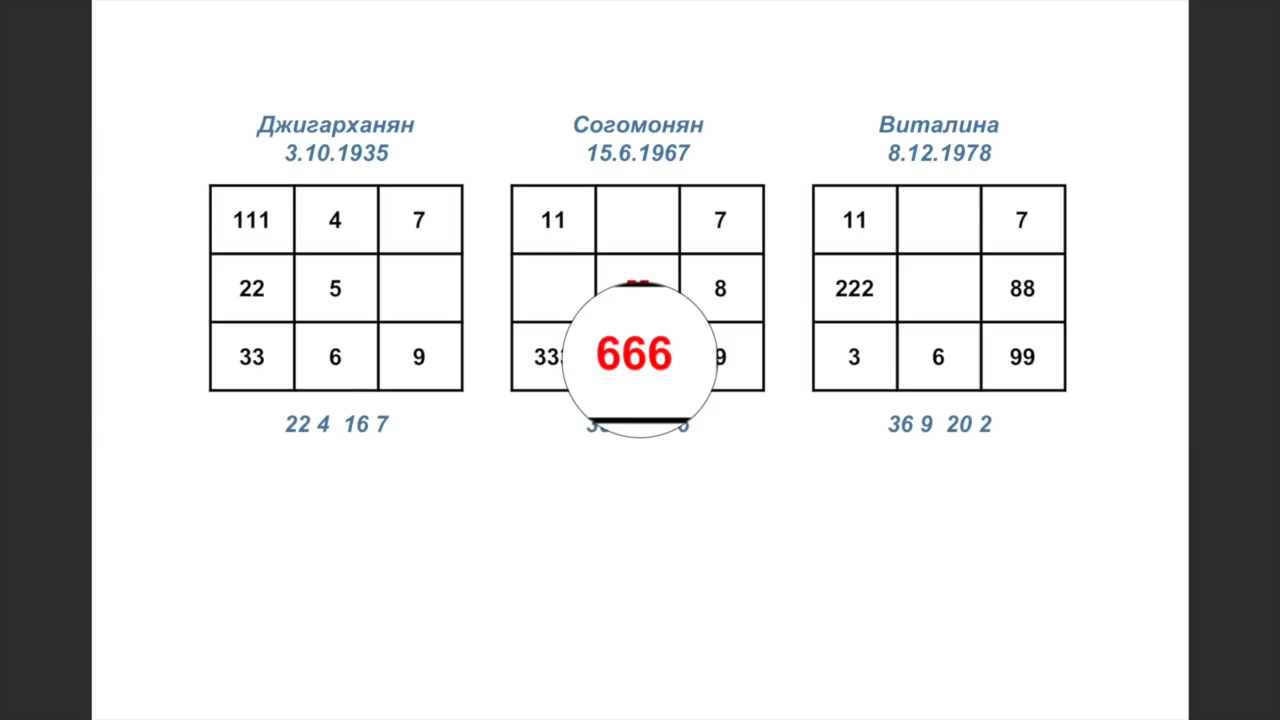 Джигарханян
3.10.1935
111 4 7
22 5
33 6 9
22 4 16 7
Согомонян
15.6.1967
11 7
8
666 9
Виталина
8.12.1978
11 7
222 88
3 6 99
36 9 20 2